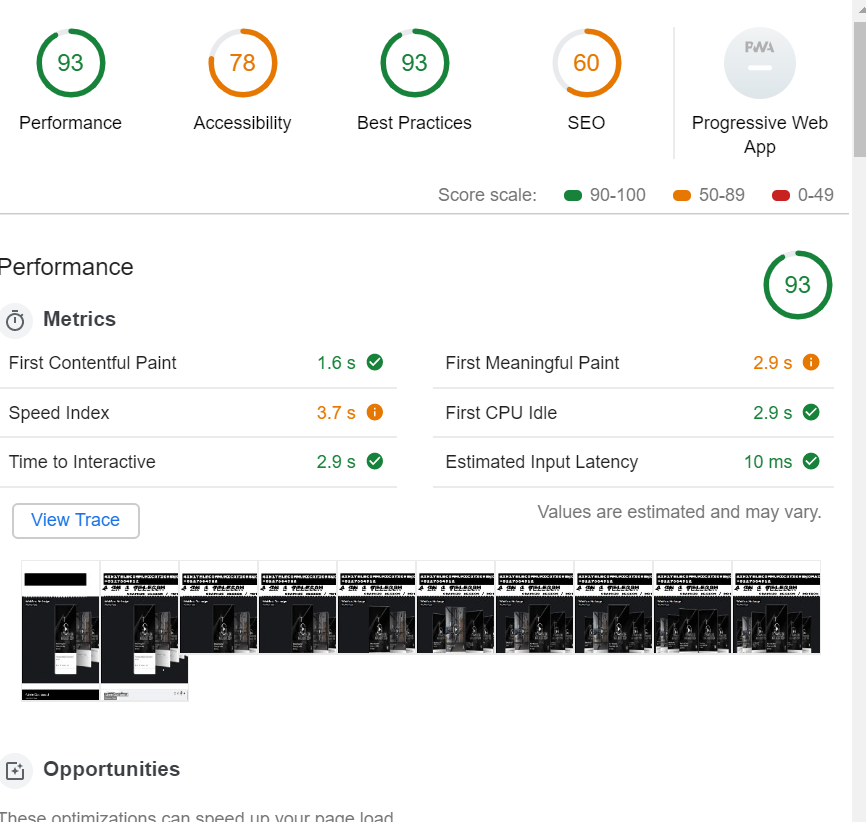 93 78 93 60 PWA
Performance Accessibility Best Practices SEO Progressive Web App
Score scale: 90-100 50-89 0-49
Performance
93
Metrics
First Contentful Paint 1.6 s First Meaningful Paint 2.9 s
Speed Index 3.7 s First CPU Idle 2.9 s
Time to Interactive 2.9 s Estimated Input Latency 10 ms
View Trace Values are estimated and may vary.
Opportunities
These optimizations can speed up your page load.